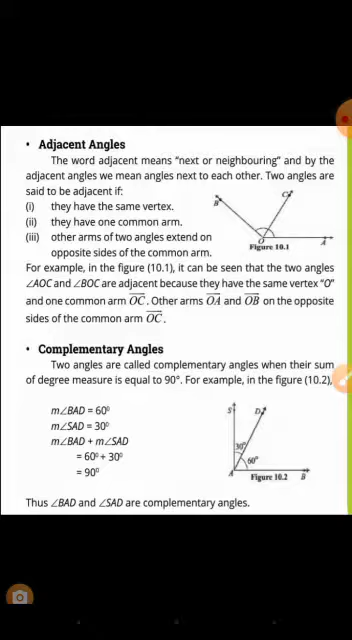 • Adjacent Angles
The word adjacent means “next or neighbouring” and by the
adjacent angles we mean angles next to each other. Two angles are
said to be adjacent if:
(i) they have the same vertex.
(ii) they have one common arm.
(iii) other arms of two angles extend on
opposite sides of the common arm.
B C O A
Figure 10.1
For example, in the figure (10.1), it can be seen that the two angles
∠AOC and ∠BOC are adjacent because they have the same vertex “O”
and one common arm OC. Other arms OA and OB on the opposite
sides of the common arm OC.
• Complementary Angles
Two angles are called complementary angles when their sum
of degree measure is equal to 90°. For example, in the figure (10.2),
m∠BAD = 60⁰
m∠SAD = 30⁰
m∠BAD + m∠SAD
= 60⁰ + 30⁰
= 90⁰
S D
30°
60°
A B
Figure 10.2
Thus ∠BAD and ∠SAD are complementary angles.